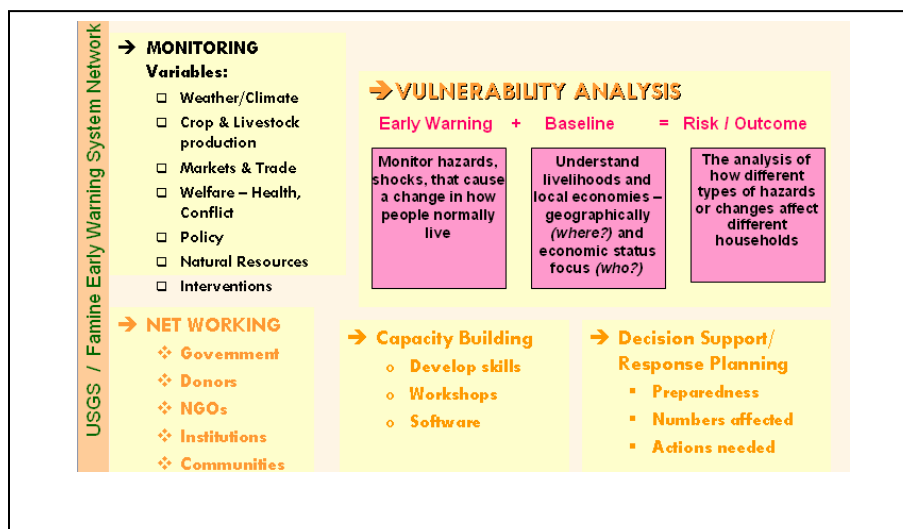 USGS / Famine Early Warning System Network
➔ MONITORING
Variables:
❑ Weather/Climate
❑ Crop & Livestock
production
❑ Markets & Trade
❑ Welfare – Health,
Conflict
❑ Policy
❑ Natural Resources
❑ Interventions
➔VULNERABILITY ANALYSIS
Early Warning + Baseline = Risk / Outcome
Monitor hazards,
shocks, that cause
a change in how
people normally
live
Understand
livelihoods and
local economies –
geographically
(where?) and
economic status
focus (who?)
The analysis of
how different
types of hazards
or changes affect
different
households
➔ NET WORKING
❖ Government
❖ Donors
❖ NGOs
❖ Institutions
❖ Communities
➔ Capacity Building
o Develop skills
o Workshops
o Software
➔ Decision Support/
Response Planning
▪ Preparedness
▪ Numbers affected
▪ Actions needed